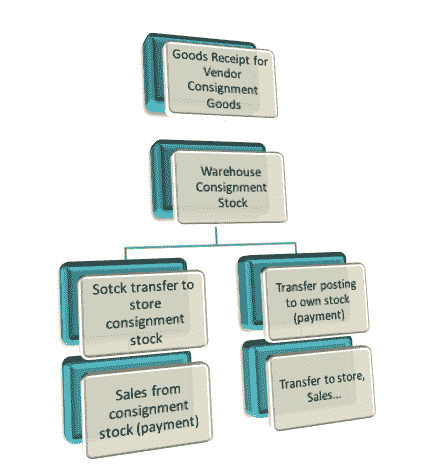 Goods Receipt for
Vendor
Consignment
Goods
Warehouse
Consignment
Stock
Sotck transfer to
store
consignment
stock
Transfer posting
to own stock
(payment)
Sales from
consignment
stock (payment)
Transfer to store,
Sales...